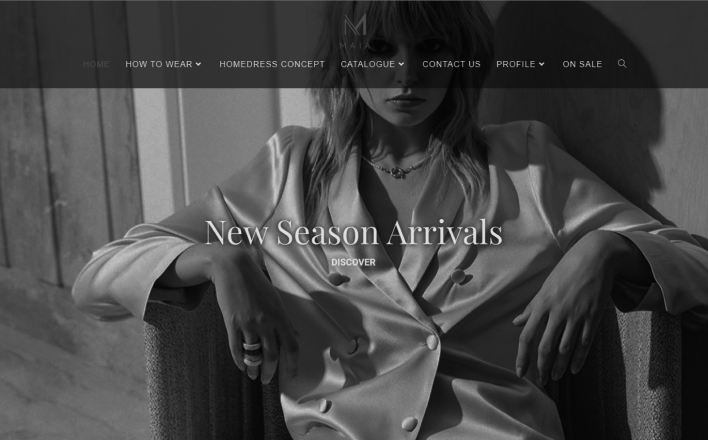 MAIA
HOME HOW TO WEAR HOMEDRESS CONCEPT CATALOGUE CONTACT US PROFILE ON SALE
New Season Arrivals
DISCOVER